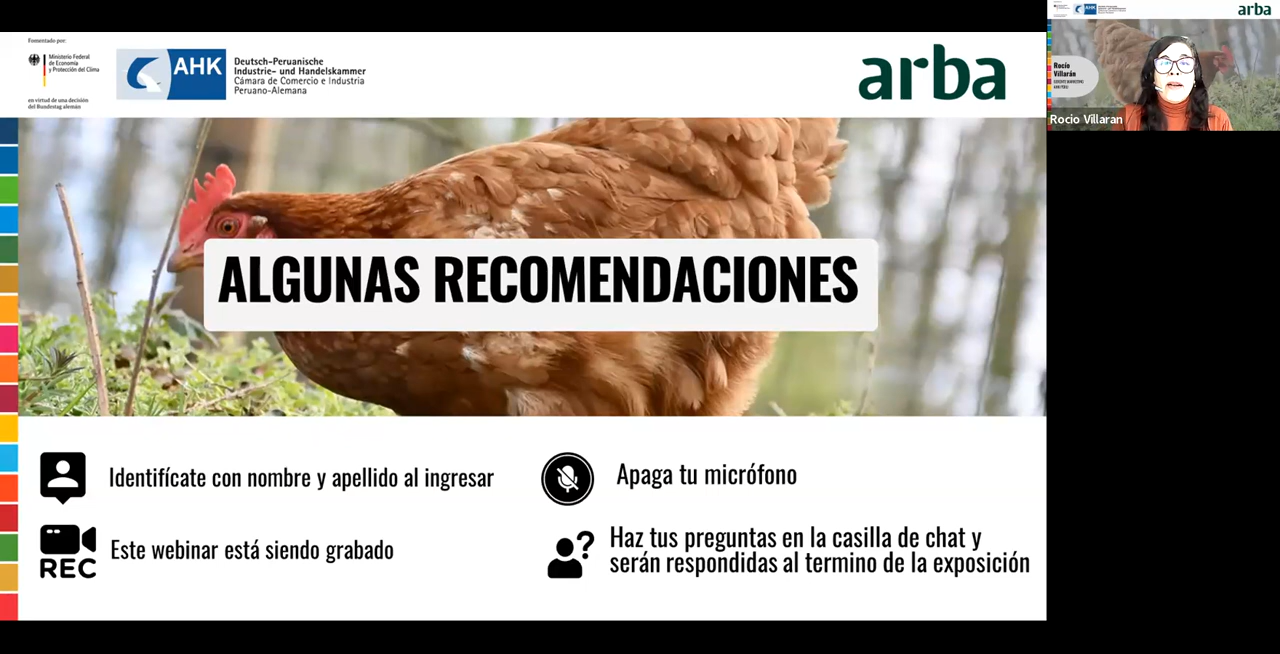 Fomentado por:
Ministerio Federal
de Economía
y Protección del Clima
en virtud de una decisión
del Bundestag alemán
AHK
Deutsch-Peruanische
Industrie- und Handelskammer
Cámara de Comercio e Industria
Peruano-Alemana
arba
ALGUNAS RECOMENDACIONES
Identifícate con nombre y apellido al ingresar
Apaga tu micrófono
REC
Este webinar está siendo grabado
Haz tus preguntas en la casilla de chat y
serán respondidas al termino de la exposición
AHK
arba
Rocío
Villarán
Rocio Villaran